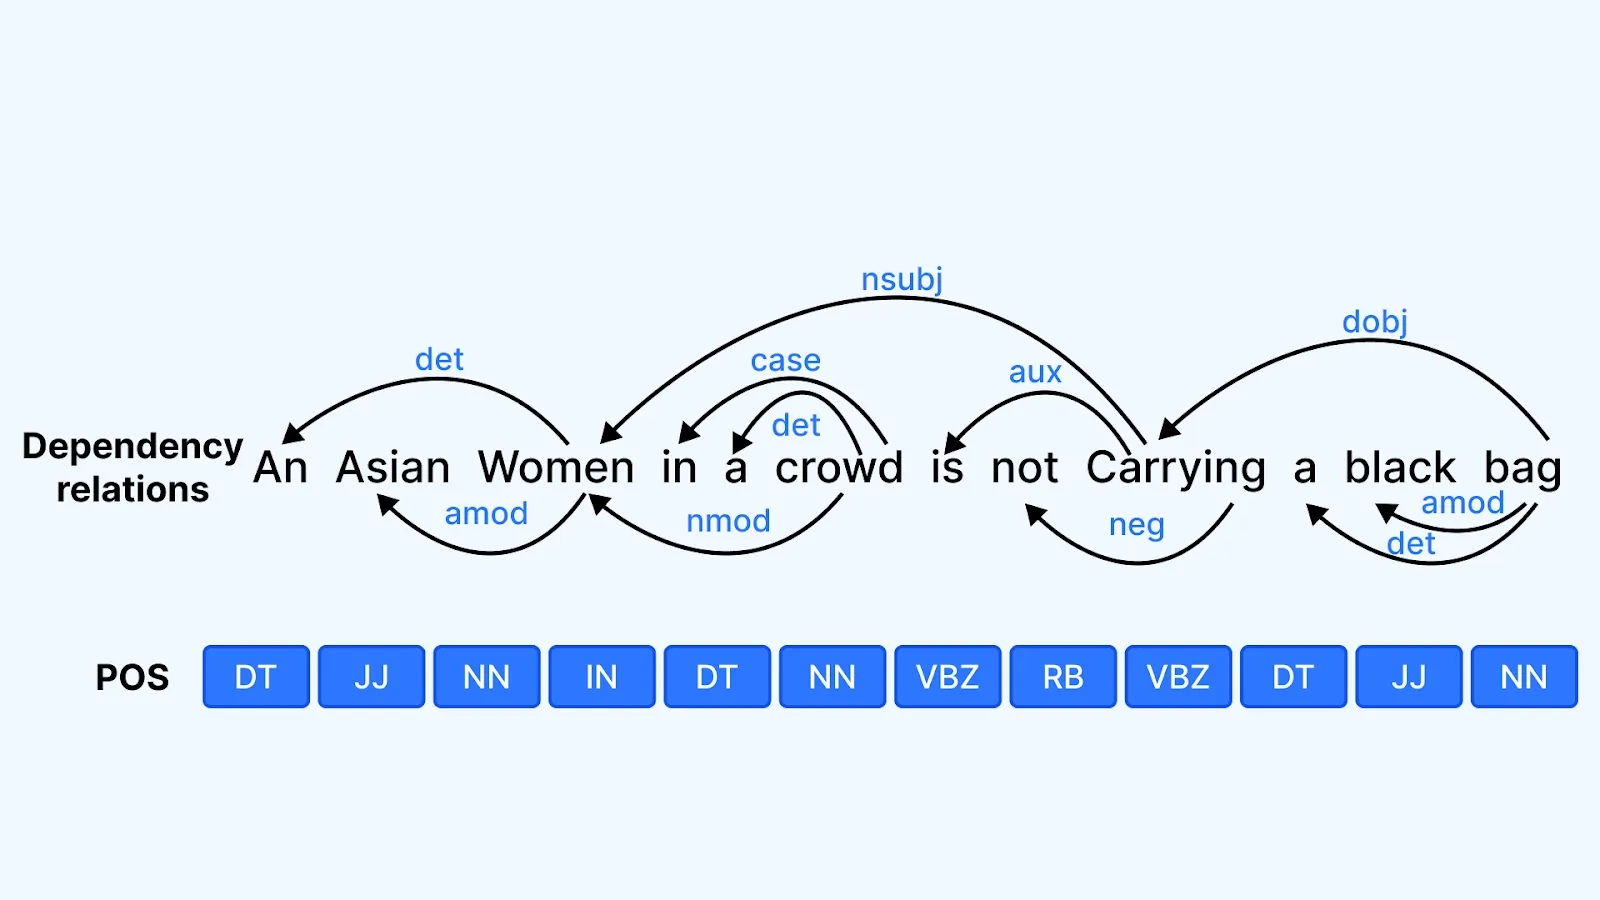 nsubj
dobj
det
case
aux
det
Dependency
relations
An Asian Women in a crowd is not Carrying a black bag
amod
nmod
neg
amod
det
POS DT JJ NN IN DT NN VBZ RB VBZ DT JJ NN